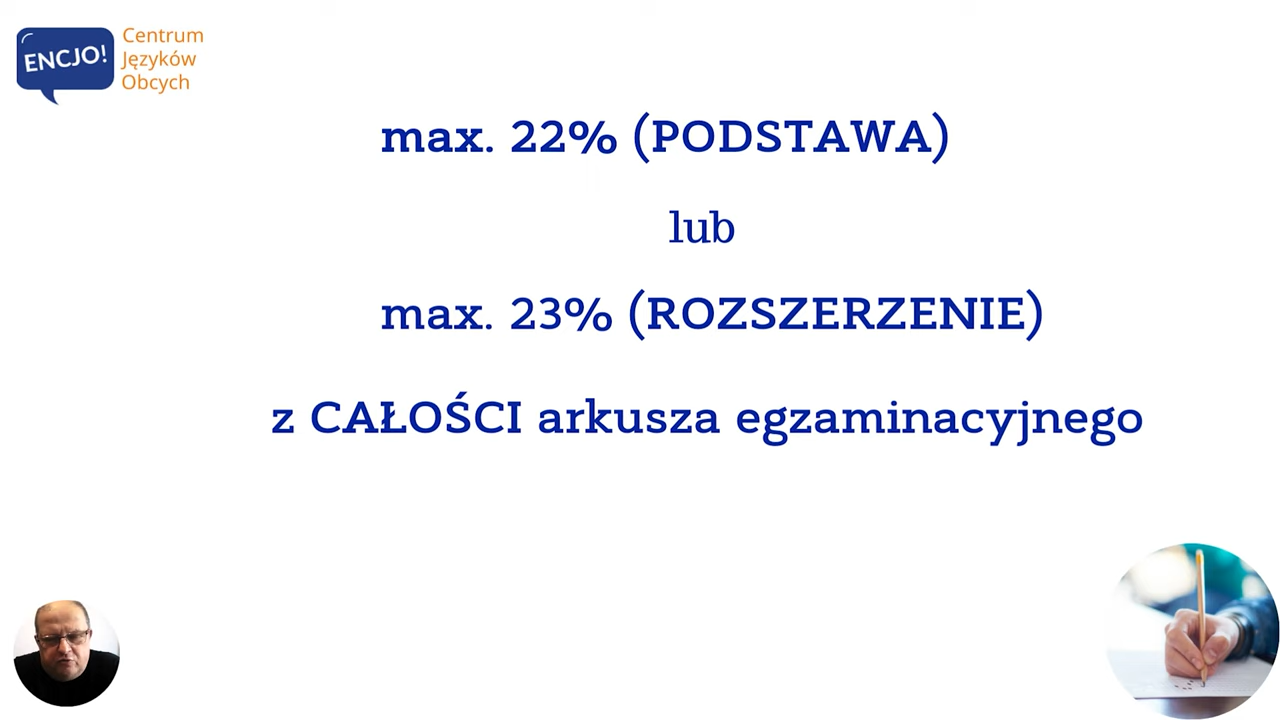 ENCJO!
Centrum
Języków
Obcych
max. 22% (PODSTAWA)
lub
max. 23% (ROZSZERZENIE)
z CAŁOŚCI arkusza egzaminacyjnego